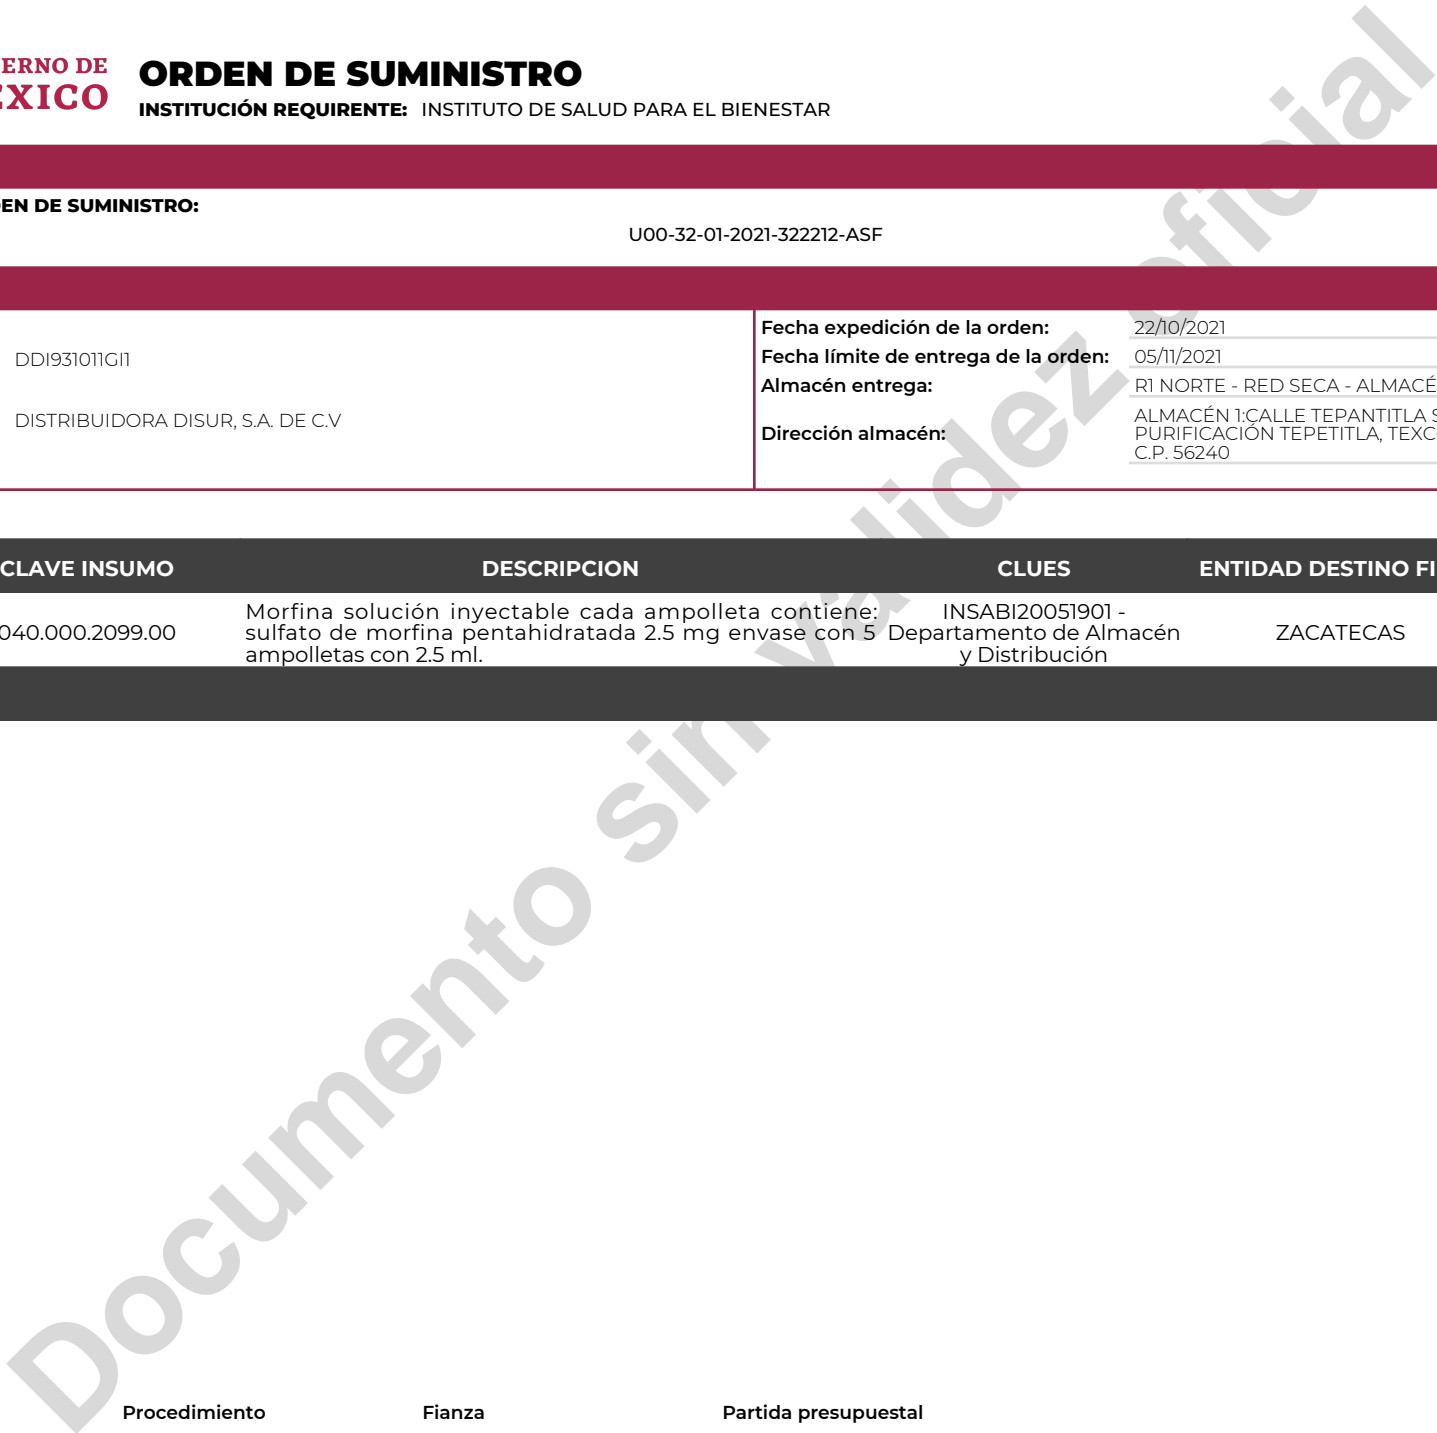 ERNO DE
EXICO
ORDEN DE SUMINISTRO
INSTITUCIÓN REQUIRENTE: INSTITUTO DE SALUD PARA EL BIENESTAR
EN DE SUMINISTRO:
U00-32-01-2021-322212-ASF
DDI931011GI1
DISTRIBUIDORA DISUR, S.A. DE C.V
Fecha expedición de la orden: 22/10/2021
Fecha límite de entrega de la orden: 05/11/2021
Almacén entrega: R1 NORTE - RED SECA - ALMACÉ
Dirección almacén:
ALMACÉN 1:CALLE TEPANTITLA S
PURIFICACIÓN TEPETITLA, TEXC
C.P. 56240
CLAVE INSUMO DESCRIPCION CLUES ENTIDAD DESTINO FI
040.000.2099.00
Morfina solución inyectable cada ampolleta contiene:
sulfato de morfina pentahidratada 2.5 mg envase con 5
ampolletas con 2.5 ml.
INSABI20051901 -
Departamento de Almacén
y Distribución
ZACATECAS
Documento sin validez oficial
Procedimiento Fianza Partida presupuestal